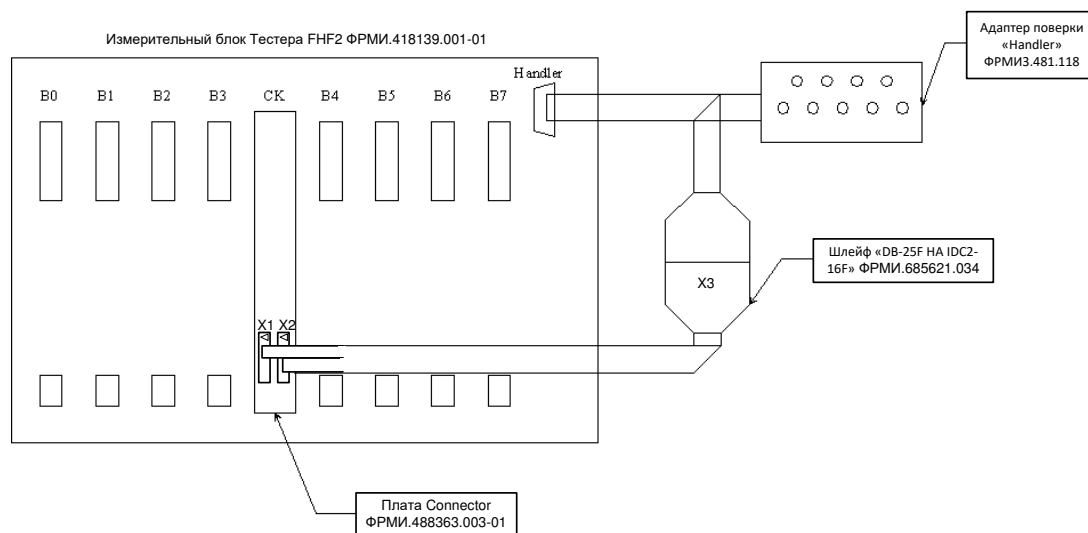 Измерительный блок Тестера FHF2 ФРМИ.418139.001-01
Адаптер поверки
«Handler»
ФРМИ3.481.118
Handler
B0 B1 B2 B3 CK B4 B5 B6 B7
Шлейф «DB-25F НА IDC2-
16F» ФРМИ.685621.034
X3
X1 X2
Плата Connector
ФРМИ.488363.003-01